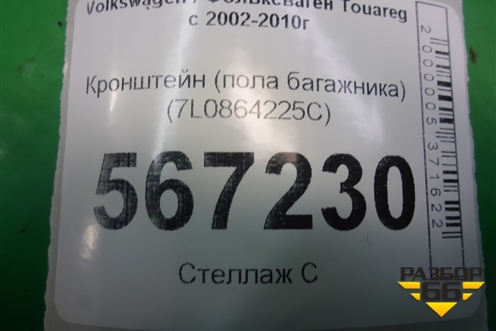 Volkswagen / Фольксваген Touareg
с 2002-2010г
Кронштейн (пола багажника)
(7L0864225C)
567230
Стеллаж С
2000005371622
РАЗБОР
66